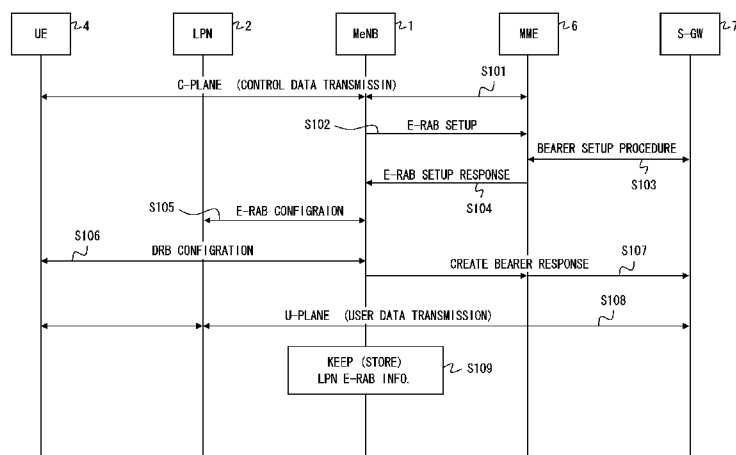 UE
4
LPN
2
MeNB
1
MME
6
S-GW
7
C-PLANE (CONTROL DATA TRANSMISSIN)
S101
S102
E-RAB SETUP
BEARER SETUP PROCEDURE
S103
E-RAB SETUP RESPONSE
S104
S105
E-RAB CONFIGRAION
S106
DRB CONFIGRATION
CREATE BEARER RESPONSE
S107
S108
U-PLANE (USER DATA TRANSMISSION)
KEEP (STORE)
LPN E-RAB INFO.
S109